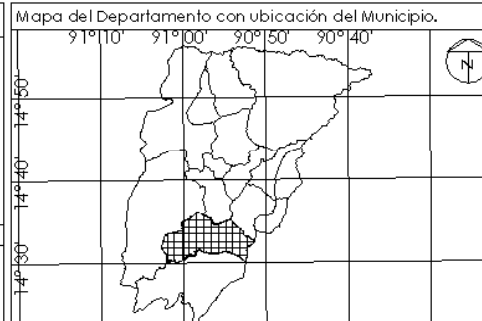 Mapa del Departamento con ubicación del Municipio.
91°10' 91°00' 90°50' 90°40'
N
14°50'
14°40'
14°30'